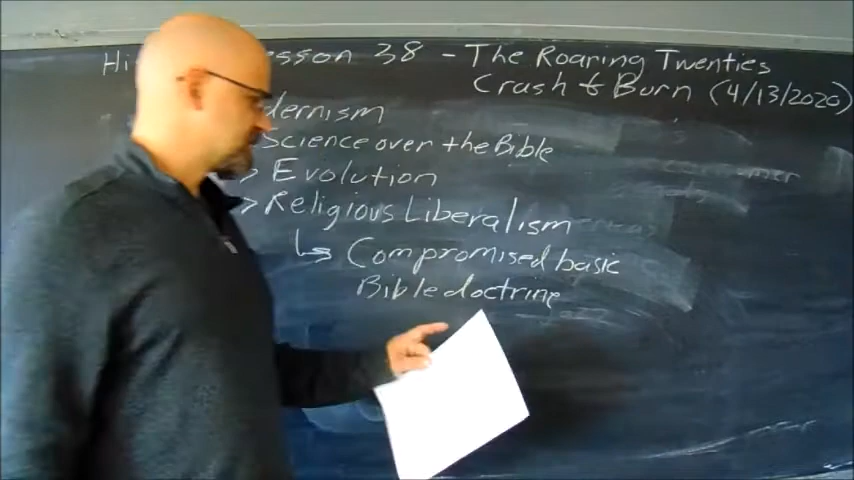 Hi esson 38 - The Roaring Twenties
Crash & Burn (4/13/2020)
dernism
Science over the Bible
> Evolution
> Religious Liberalism
↳ Compromised basic
Bible doctrine